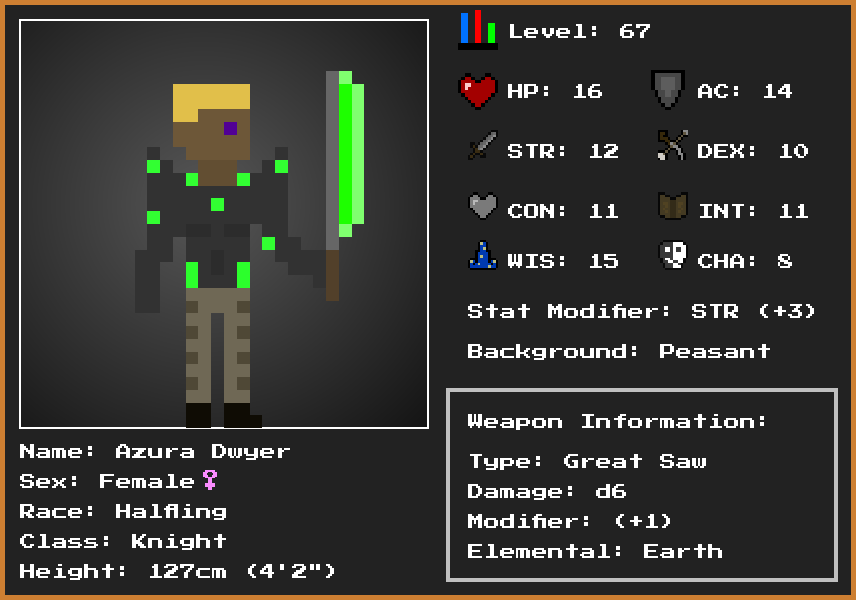 Level: 67
HP: 16
AC: 14
STR: 12
DEX: 10
CON: 11
INT: 11
WIS: 15
CHA: 8
Stat Modifier: STR (+3)
Background: Peasant
Weapon Information:
Type: Great Saw
Damage: d6
Modifier: (+1)
Elemental: Earth
Name: Azura Dwyer
Sex: Female♀
Race: Halfling
Class: Knight
Height: 127cm (4'2")